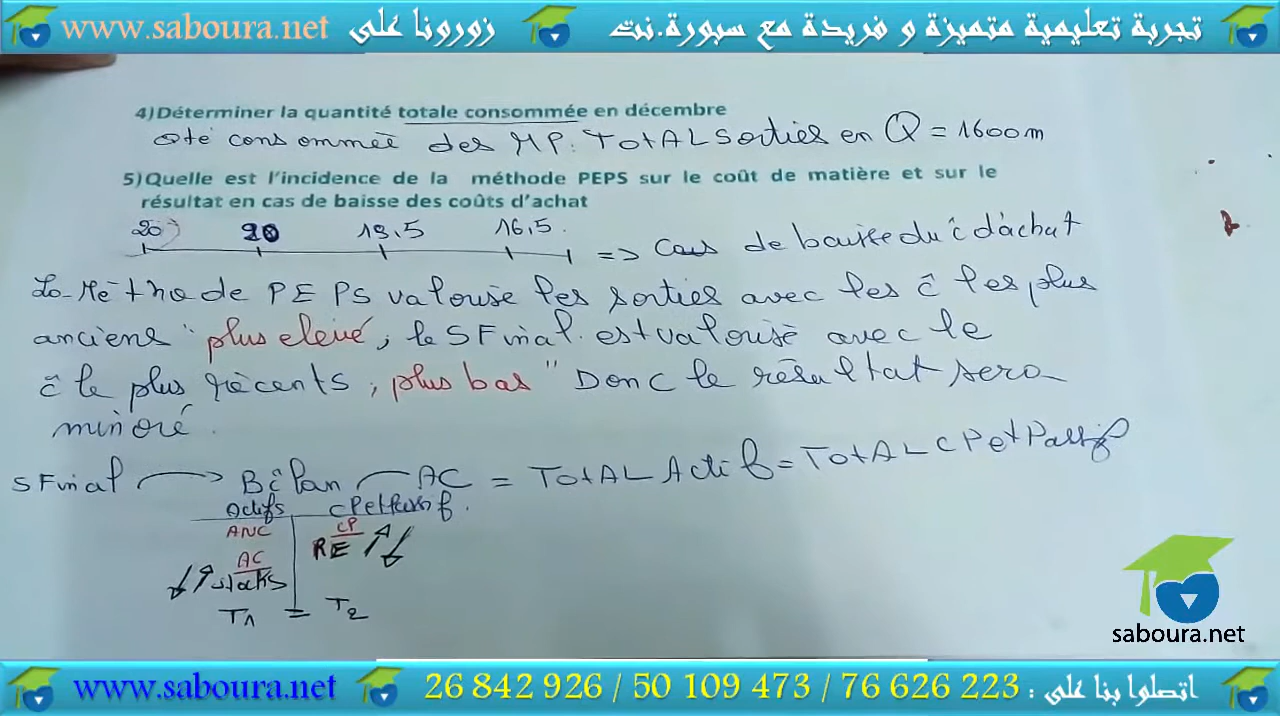 www.saboura.net زورونا على تجربة تعليمية متميزة و فريدة مع سبورة.نت
4)Déterminer la quantité totale consommée en décembre
Qté consommée des MP: TOTAL Sorties en Q = 1600m
5)Quelle est l'incidence de la méthode PEPS sur le coût de matière et sur le
résultat en cas de baisse des coûts d'achat
20 20 19,5 16,5 => Cas de baisse du c d'achat
La Méthode PEPS valorise les sorties avec les c les plus
anciens "plus elevé, le SFinal est valorisé avec le
c le plus récents, plus bas" Donc le résultat sera
minoré.
SFinal Bilan AC = TOTAL Actif = TOTAL CP et Passif
Actifs CP et Passif
ANC CP
RE
AC
stocks
T1 = T2
saboura.net
www.saboura.net 26 842 926 / 50 109 473 / 76 626 223 : اتصلوا بنا على